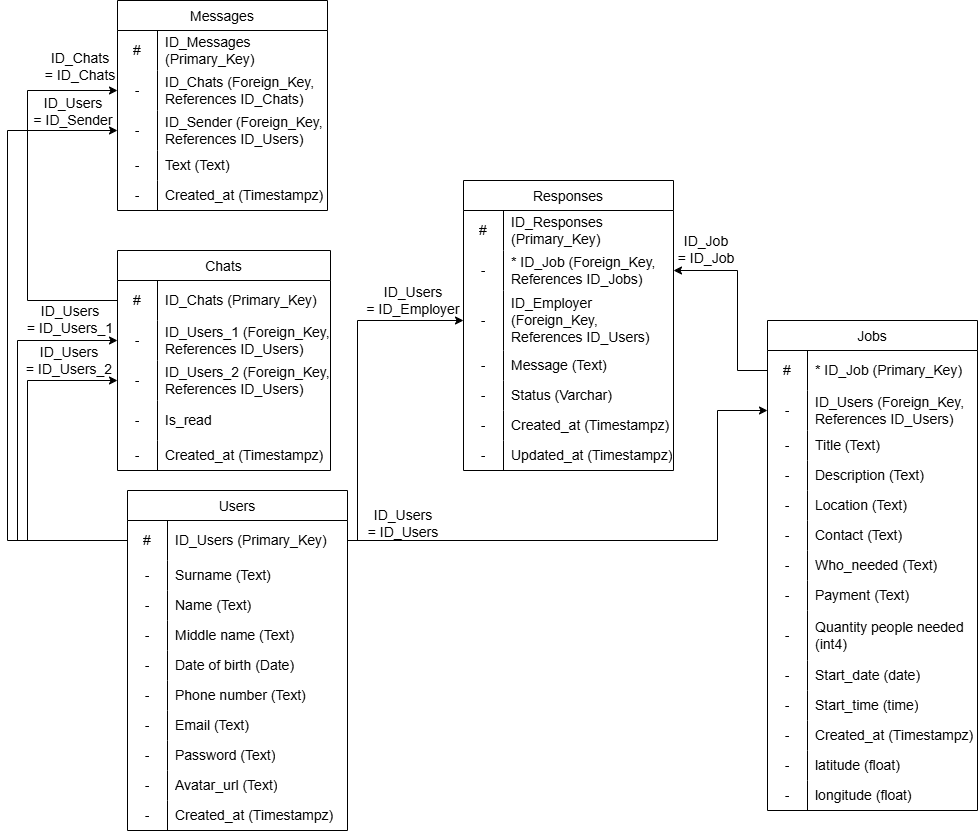 Messages
#
ID_Messages
(Primary_Key)
-
ID_Chats (Foreign_Key,
References ID_Chats)
-
ID_Sender (Foreign_Key,
References ID_Users)
-
Text (Text)
-
Created_at (Timestampz)
ID_Chats
= ID_Chats
ID_Users
= ID_Sender
Chats
#
ID_Chats (Primary_Key)
-
ID_Users_1 (Foreign_Key,
References ID_Users)
-
ID_Users_2 (Foreign_Key,
References ID_Users)
-
Is_read
-
Created_at (Timestampz)
ID_Users
= ID_Users_1
ID_Users
= ID_Users_2
Users
#
ID_Users (Primary_Key)
-
Surname (Text)
-
Name (Text)
-
Middle name (Text)
-
Date of birth (Date)
-
Phone number (Text)
-
Email (Text)
-
Password (Text)
-
Avatar_url (Text)
-
Created_at (Timestampz)
ID_Users
= ID_Employer
ID_Users
= ID_Users
Responses
#
ID_Responses
(Primary_Key)
-
* ID_Job (Foreign_Key,
References ID_Jobs)
-
ID_Employer
(Foreign_Key,
References ID_Users)
-
Message (Text)
-
Status (Varchar)
-
Created_at (Timestampz)
-
Updated_at (Timestampz)
ID_Job
= ID_Job
Jobs
#
* ID_Job (Primary_Key)
-
ID_Users (Foreign_Key,
References ID_Users)
-
Title (Text)
-
Description (Text)
-
Location (Text)
-
Contact (Text)
-
Who_needed (Text)
-
Payment (Text)
-
Quantity people needed
(int4)
-
Start_date (date)
-
Start_time (time)
-
Created_at (Timestampz)
-
latitude (float)
-
longitude (float)